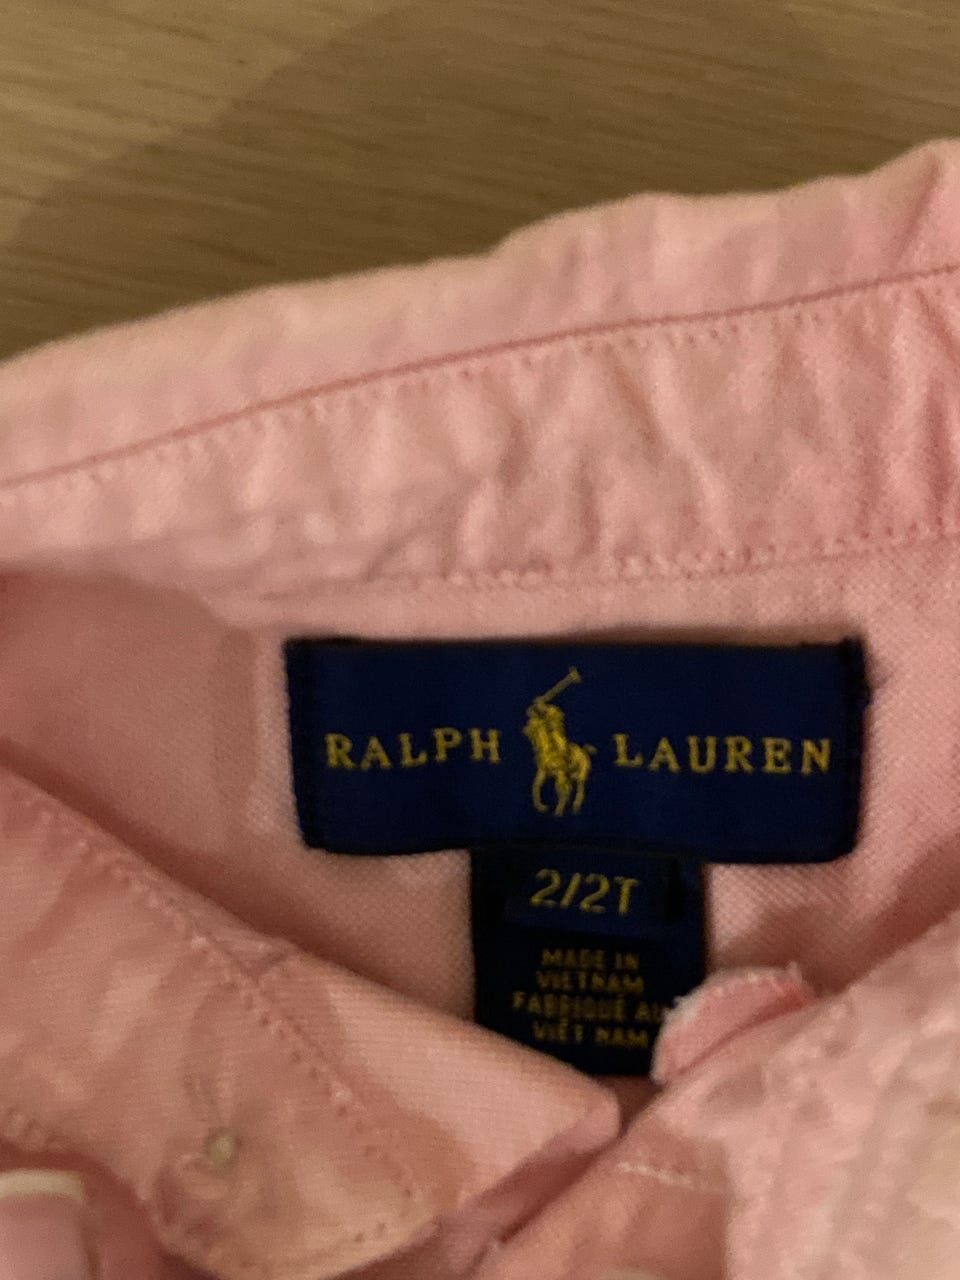 RALPH LAUREN
2/2T
MADE IN
VIETNAM
FABRIQUÉ AU
VIÊT NAM